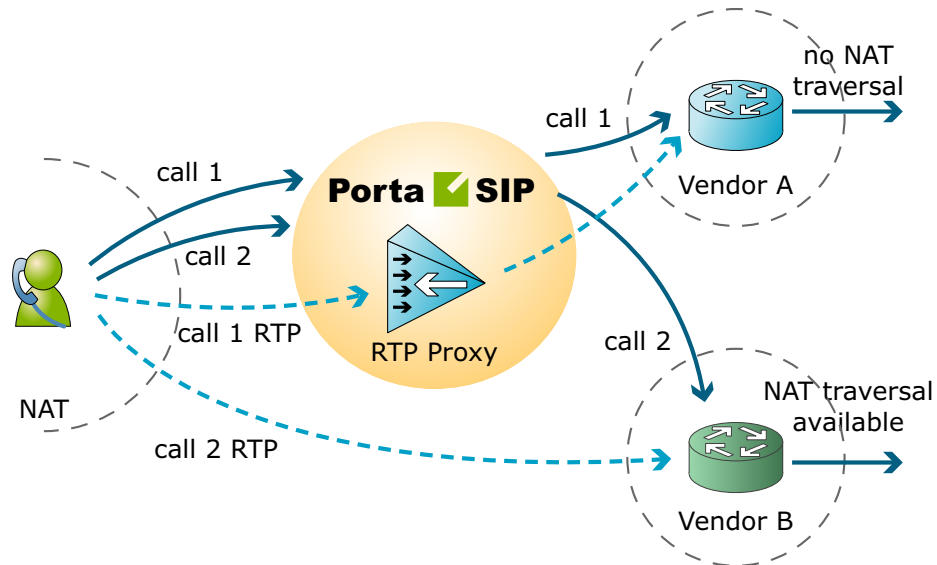 no NAT
traversal
call 1
Vendor A
call 1
Porta SIP
call 2
call 1 RTP
RTP Proxy
call 2
NAT
NAT traversal
available
call 2 RTP
Vendor B